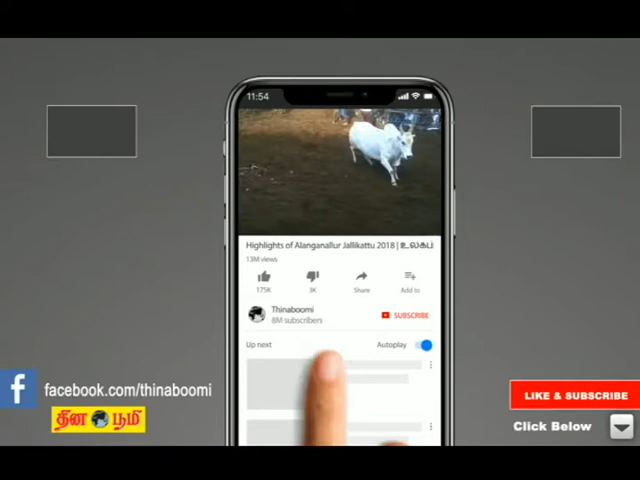 11:54
Highlights of Alanganallur Jallikattu 2018 | உலகப்
13M views
175K
3K
Share
Add to
Thinaboomi
8M subscribers
SUBSCRIBE
Up next
Autoplay
facebook.com/thinaboomi
தின பூமி
LIKE & SUBSCRIBE
Click Below